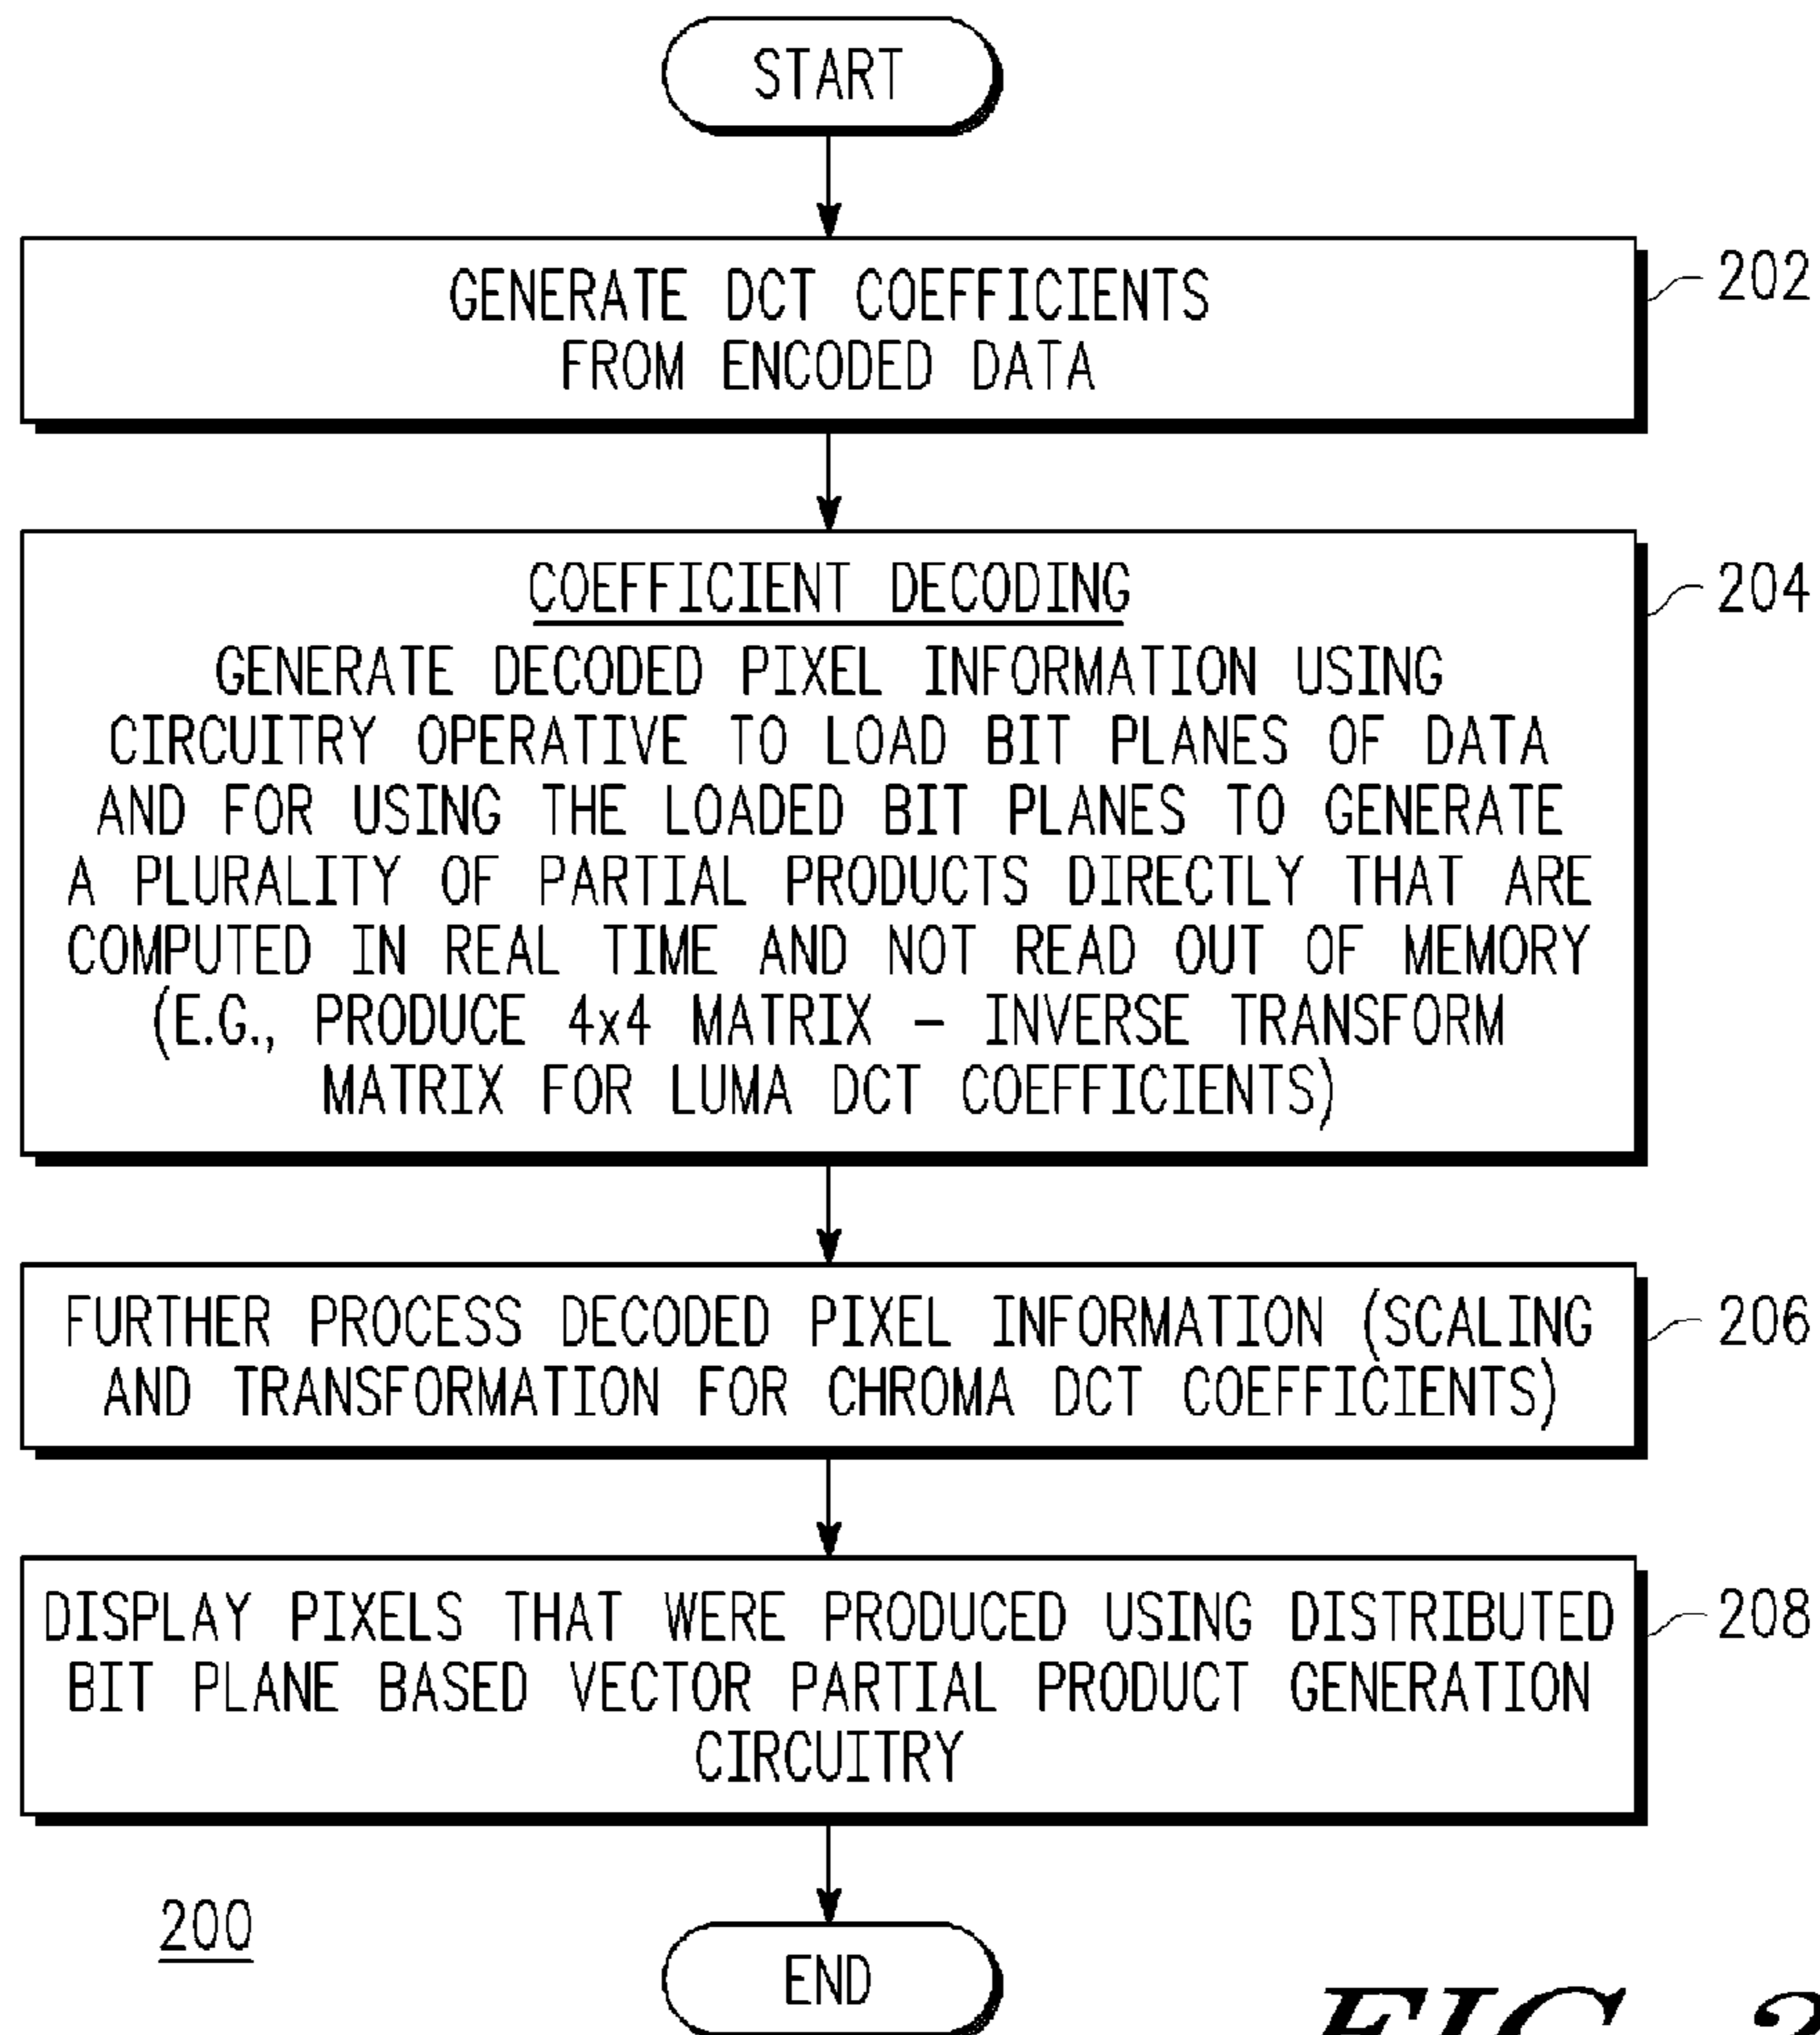 START
GENERATE DCT COEFFICIENTS
FROM ENCODED DATA
202
COEFFICIENT DECODING
GENERATE DECODED PIXEL INFORMATION USING
CIRCUITRY OPERATIVE TO LOAD BIT PLANES OF DATA
AND FOR USING THE LOADED BIT PLANES TO GENERATE
A PLURALITY OF PARTIAL PRODUCTS DIRECTLY THAT ARE
COMPUTED IN REAL TIME AND NOT READ OUT OF MEMORY
(E.G., PRODUCE 4x4 MATRIX – INVERSE TRANSFORM
MATRIX FOR LUMA DCT COEFFICIENTS)
204
FURTHER PROCESS DECODED PIXEL INFORMATION (SCALING
AND TRANSFORMATION FOR CHROMA DCT COEFFICIENTS)
206
DISPLAY PIXELS THAT WERE PRODUCED USING DISTRIBUTED
BIT PLANE BASED VECTOR PARTIAL PRODUCT GENERATION
CIRCUITRY
208
200
END
FIG.